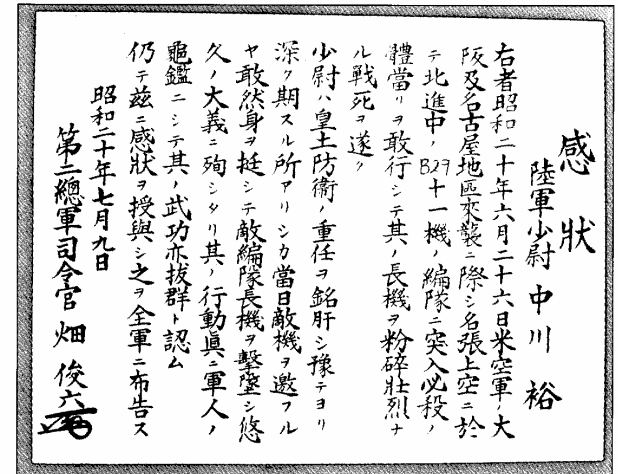 感狀
陸軍少尉 中川 裕
右者昭和二十年六月二十六日米空軍ノ大
阪及名古屋地區來襲ニ際シ名張上空ニ於
テ北進中ノB29十一機ノ編隊ニ突入必殺ノ
體當リヲ敢行シテ其ノ長機ヲ粉碎壯烈ナ
ル戰死ヲ遂ク
少尉ハ皇土防衞ノ重任ヲ銘肝シ豫テヨリ
深ク期スル所アリシカ當日敵機ヲ邀フル
ヤ敢然身ヲ挺シテ敵編隊長機ヲ擊墜シ悠
久ノ大義ニ殉シタリ其ノ行動眞ニ軍人ノ
龜鑑ニシテ其ノ武功亦拔群ト認ム
仍テ茲ニ感狀ヲ授與シ之ヲ全軍ニ布告ス
昭和二十年七月九日
第二總軍司令官 畑 俊六